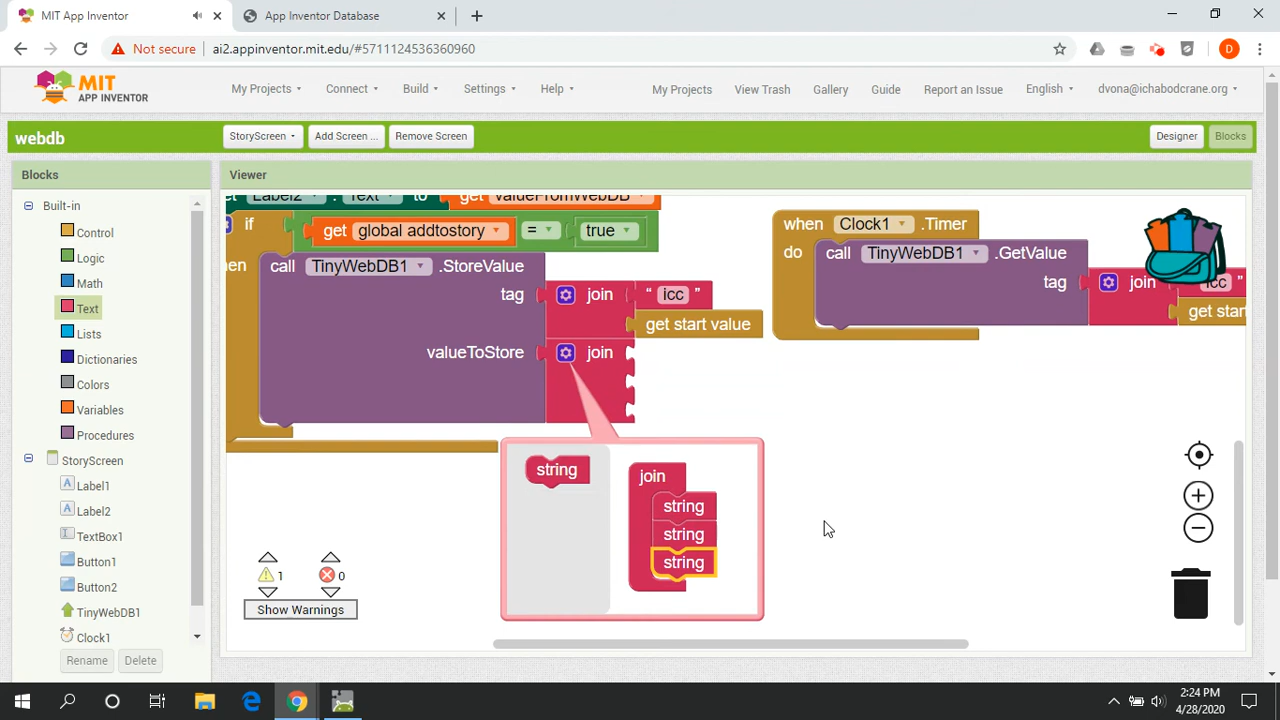 MIT App Inventor
App Inventor Database
Not secure
ai2.appinventor.mit.edu/#5711124536360960
D
MIT
APP INVENTOR
My Projects
Connect
Build
Settings
Help
My Projects
View Trash
Gallery
Guide
Report an Issue
English
dvona@ichabodcrane.org
webdb
StoryScreen
Add Screen ...
Remove Screen
Designer
Blocks
Blocks
Viewer
Built-in
Control
Logic
Math
Text
Lists
Dictionaries
Colors
Variables
Procedures
StoryScreen
Label1
Label2
TextBox1
Button1
Button2
TinyWebDB1
Clock1
Rename
Delete
et Label2 . Text to get valueFromWebDB
if get global addtostory = true
hen call TinyWebDB1 .StoreValue
tag join “ icc ”
get start value
valueToStore join
string
join
string
string
string
when Clock1 .Timer
do call TinyWebDB1 .GetValue
tag join icc ”
get star
1
0
Show Warnings
2:24 PM
4/28/2020